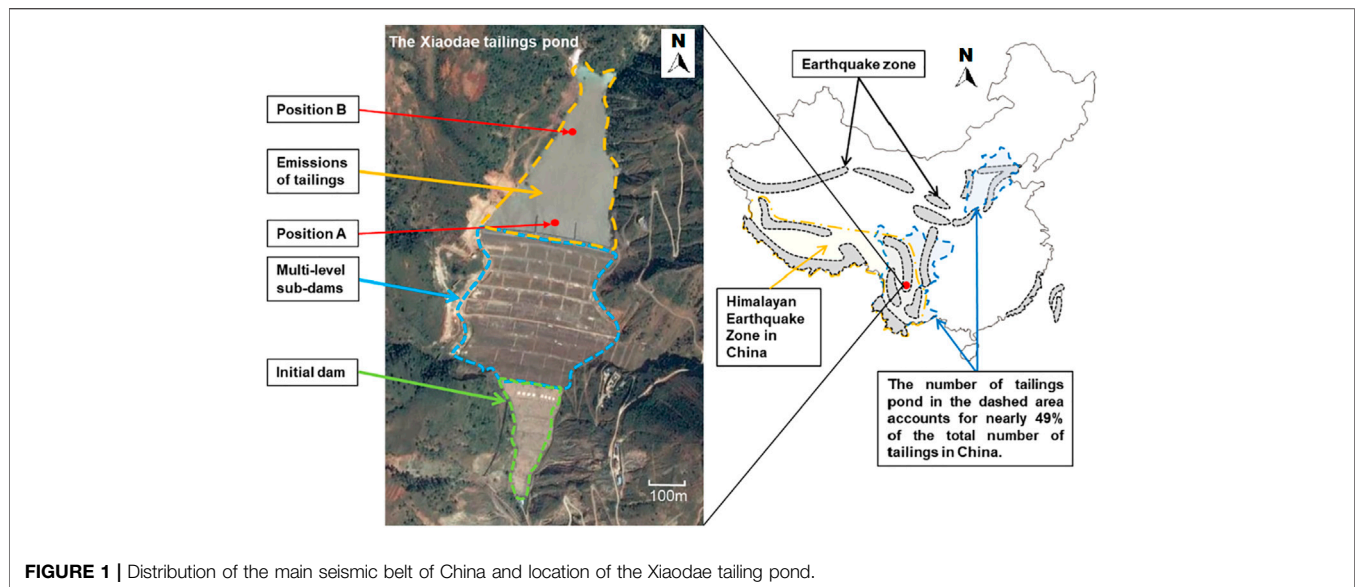 The Xiaodae tailings pond
N
Position B
Emissions
of tailings
Position A
Multi-level
sub-dams
Initial dam
100m
Earthquake zone
N
Himalayan
Earthquake
Zone in
China
The number of tailings
pond in the dashed area
accounts for nearly 49%
of the total number of
tailings in China.
FIGURE 1 | Distribution of the main seismic belt of China and location of the Xiaodae tailing pond.